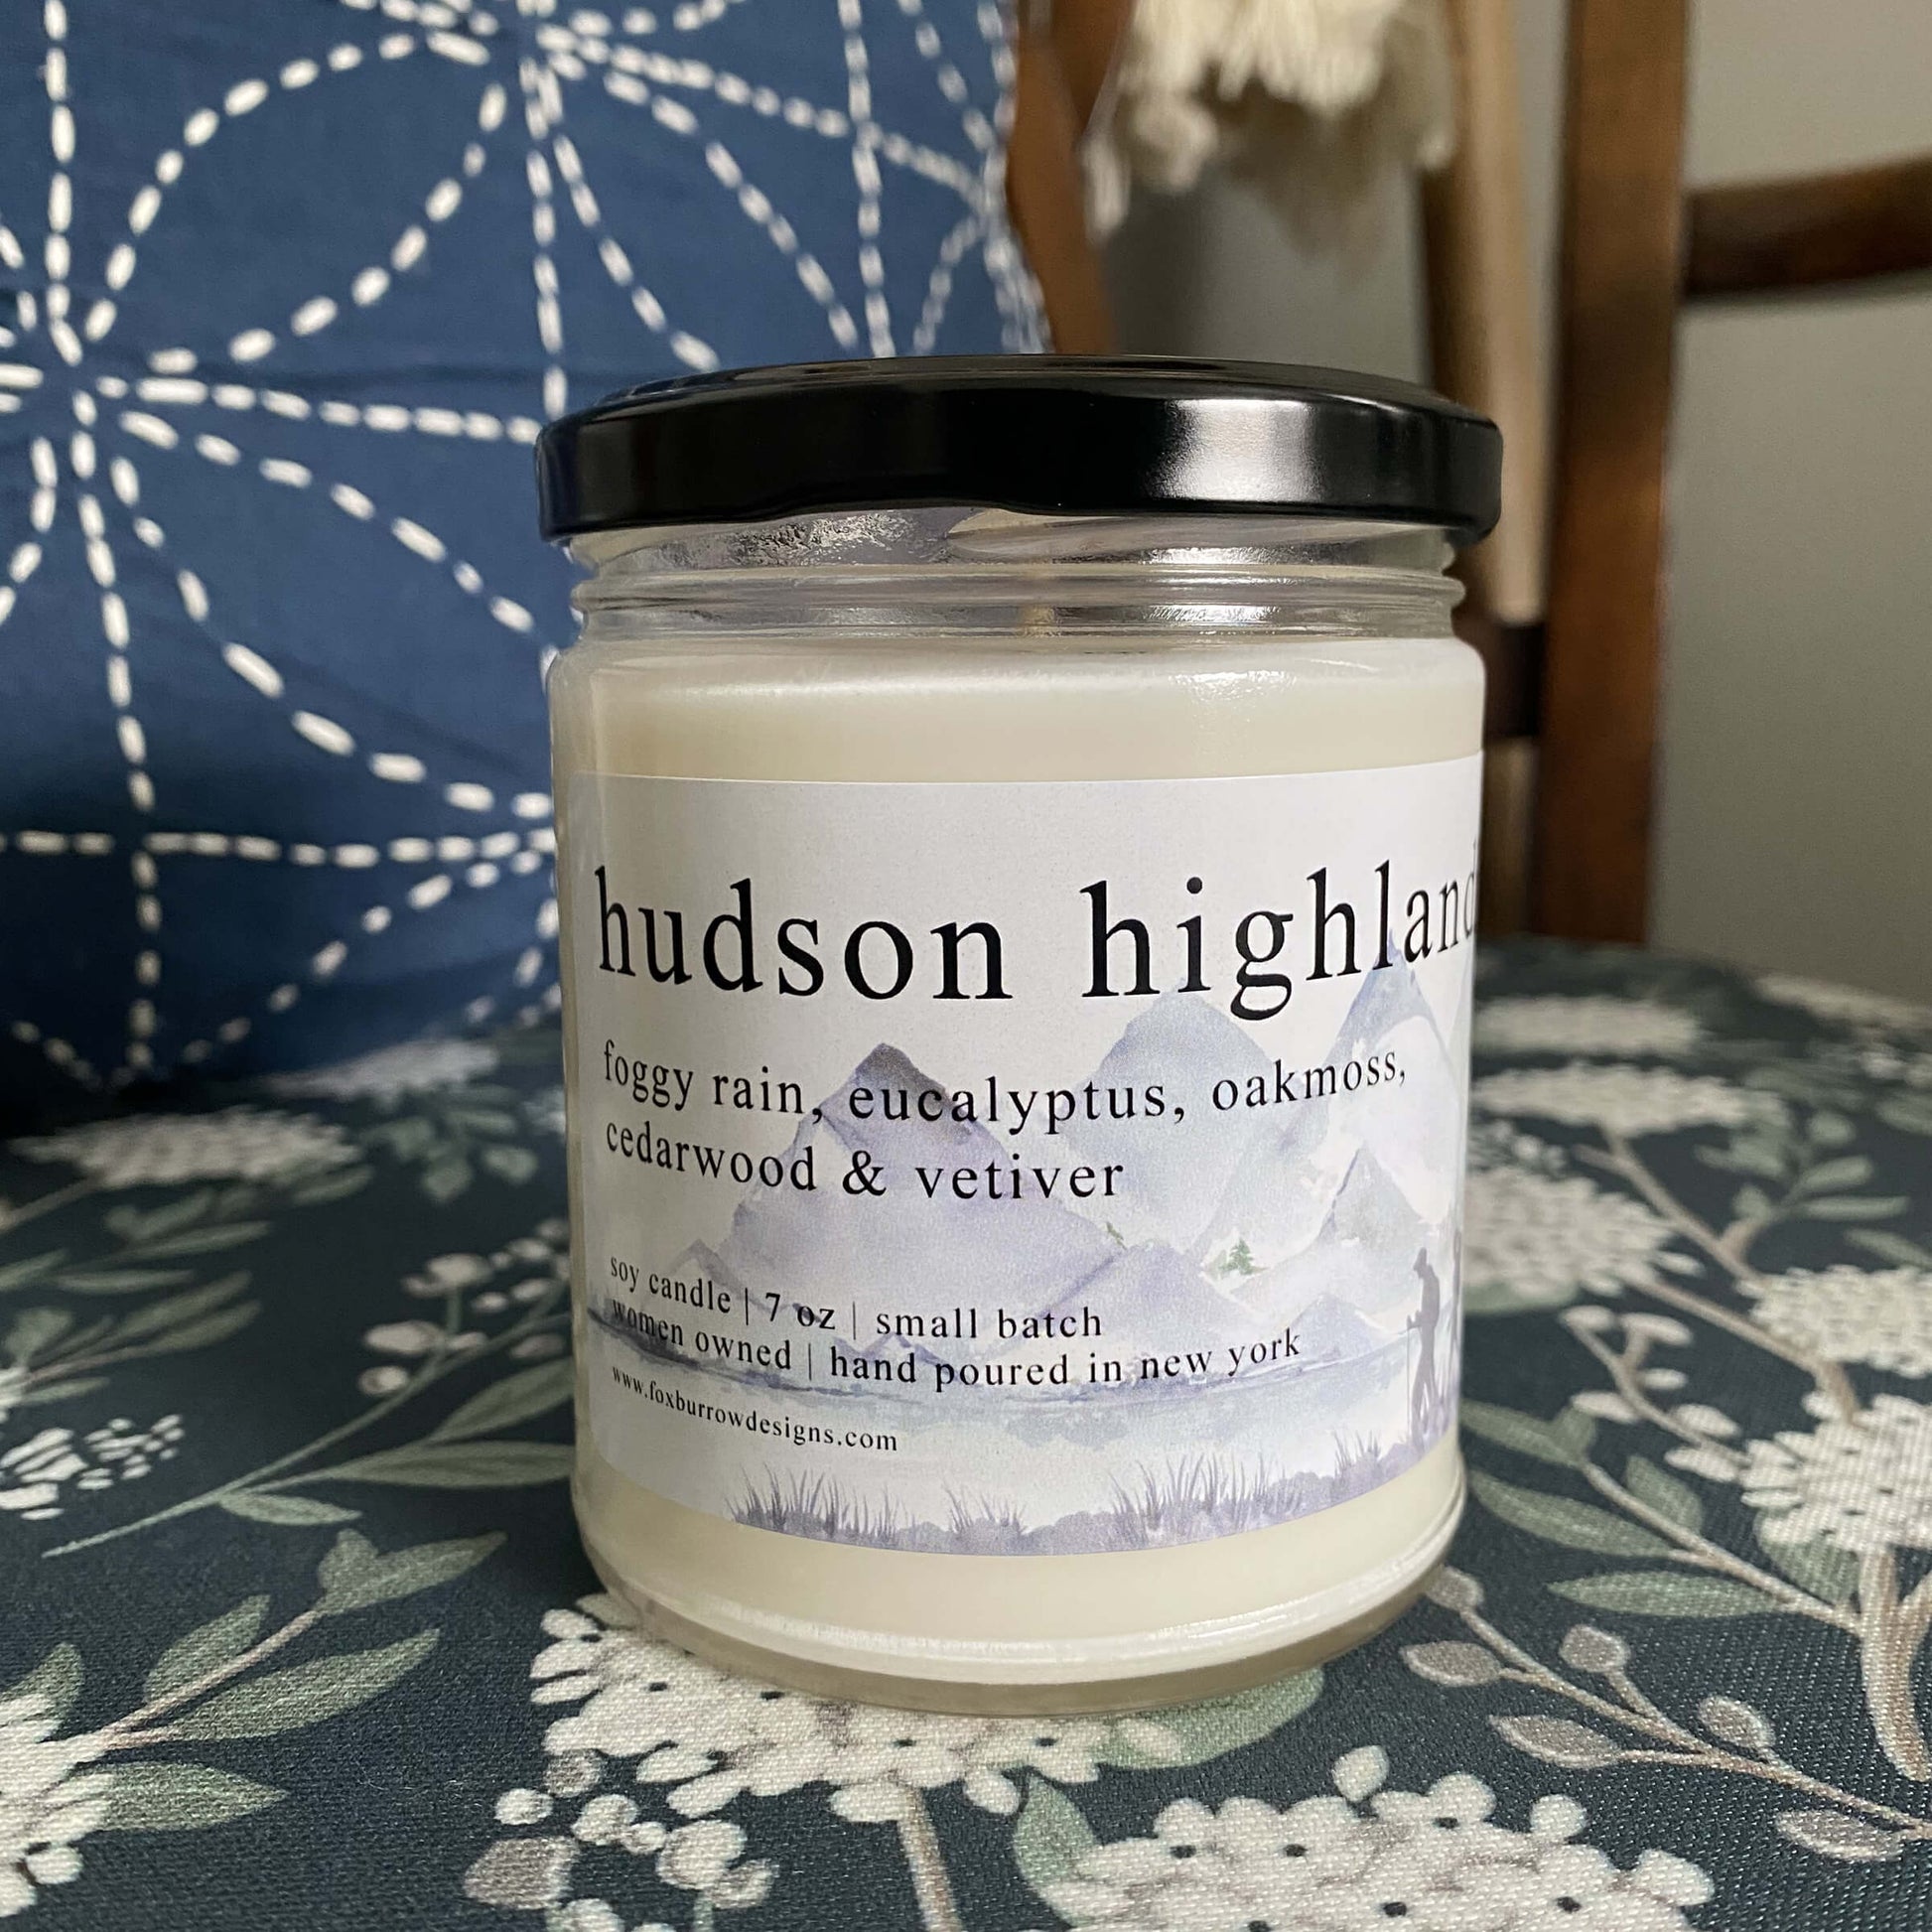 hudson highland
foggy rain, eucalyptus, oakmoss,
cedarwood & vetiver
soy candle | 7 oz | small batch
women owned | hand poured in new york
www.foxburrowdesigns.com